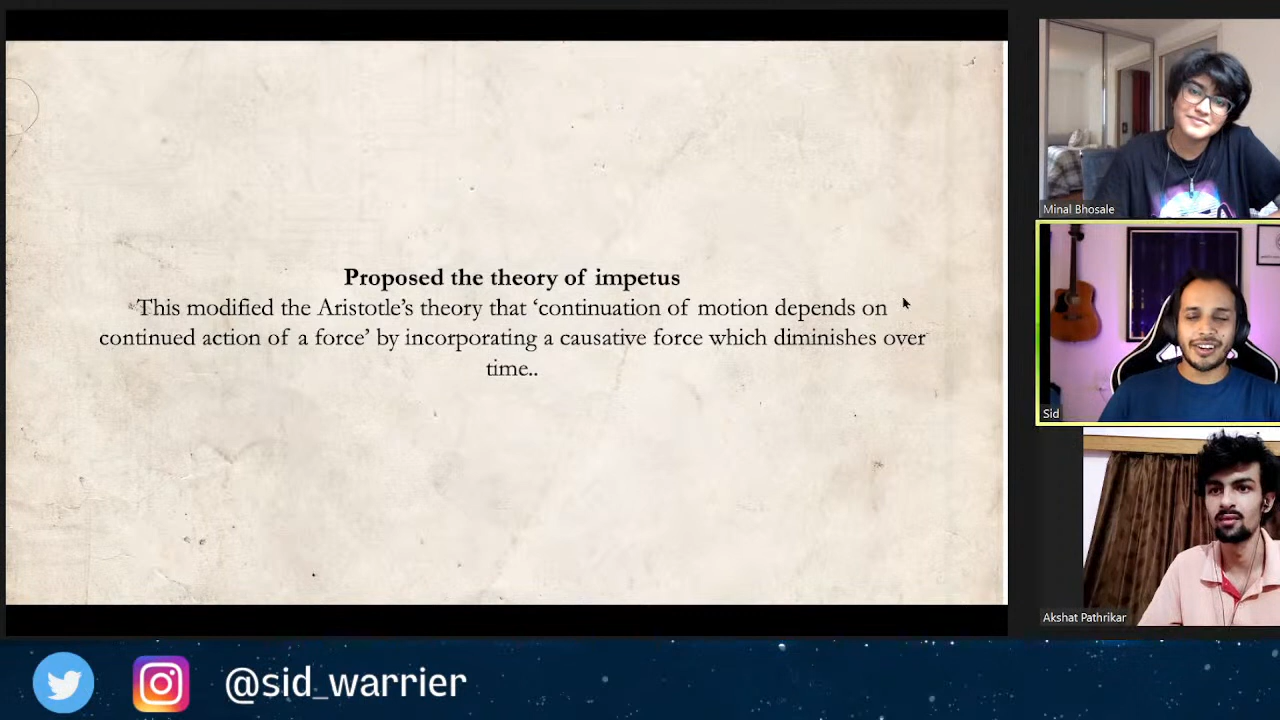 Proposed the theory of impetus
This modified the Aristotle’s theory that ‘continuation of motion depends on
continued action of a force’ by incorporating a causative force which diminishes over
time..
Minal Bhosale
Sid
Akshat Pathrikar
@sid_warrier